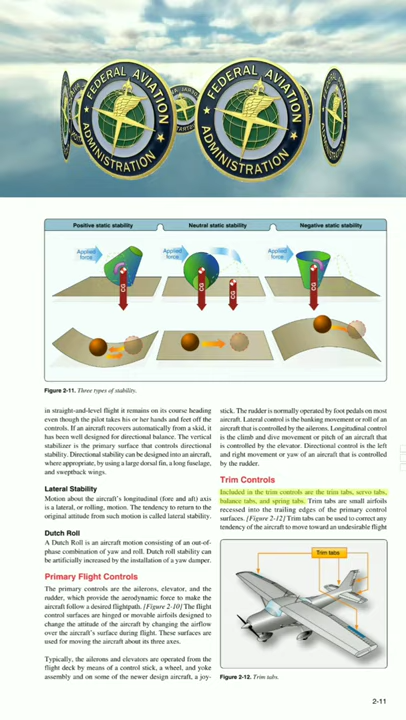 FEDERAL AVIATION
ADMINISTRATION
FEDERAL AVIATION
ADMINISTRATION
Positive static stability
Neutral static stability
Negative static stability
Applied force
Applied force
Applied force
CG
CG
CG
CG
Figure 2-11. Three types of stability.
in straight-and-level flight it remains on its course heading
even though the pilot takes his or her hands and feet off the
controls. If an aircraft recovers automatically from a skid, it
has been well designed for directional balance. The vertical
stabilizer is the primary surface that controls directional
stability. Directional stability can be designed into an aircraft,
where appropriate, by using a large dorsal fin, a long fuselage,
and sweptback wings.
Lateral Stability
Motion about the aircraft's longitudinal (fore and aft) axis
is a lateral, or rolling, motion. The tendency to return to the
original attitude from such motion is called lateral stability.
Dutch Roll
A Dutch Roll is an aircraft motion consisting of an out-of-
phase combination of yaw and roll. Dutch roll stability can
be artificially increased by the installation of a yaw damper.
Primary Flight Controls
The primary controls are the ailerons, elevator, and the
rudder, which provide the aerodynamic force to make the
aircraft follow a desired flightpath. [Figure 2-10] The flight
control surfaces are hinged or movable airfoils designed to
change the attitude of the aircraft by changing the airflow
over the aircraft's surface during flight. These surfaces are
used for moving the aircraft about its three axes.
Typically, the ailerons and elevators are operated from the
flight deck by means of a control stick, a wheel, and yoke
assembly and on some of the newer design aircraft, a joy-
stick. The rudder is normally operated by foot pedals on most
aircraft. Lateral control is the banking movement or roll of an
aircraft that is controlled by the ailerons. Longitudinal control
is the climb and dive movement or pitch of an aircraft that
is controlled by the elevator. Directional control is the left
and right movement or yaw of an aircraft that is controlled
by the rudder.
Trim Controls
Included in the trim controls are the trim tabs, servo tabs,
balance tabs, and spring tabs. Trim tabs are small airfoils
recessed into the trailing edges of the primary control
surfaces. [Figure 2-12] Trim tabs can be used to correct any
tendency of the aircraft to move toward an undesirable flight
Trim tabs
Figure 2-12. Trim tabs.
2-11